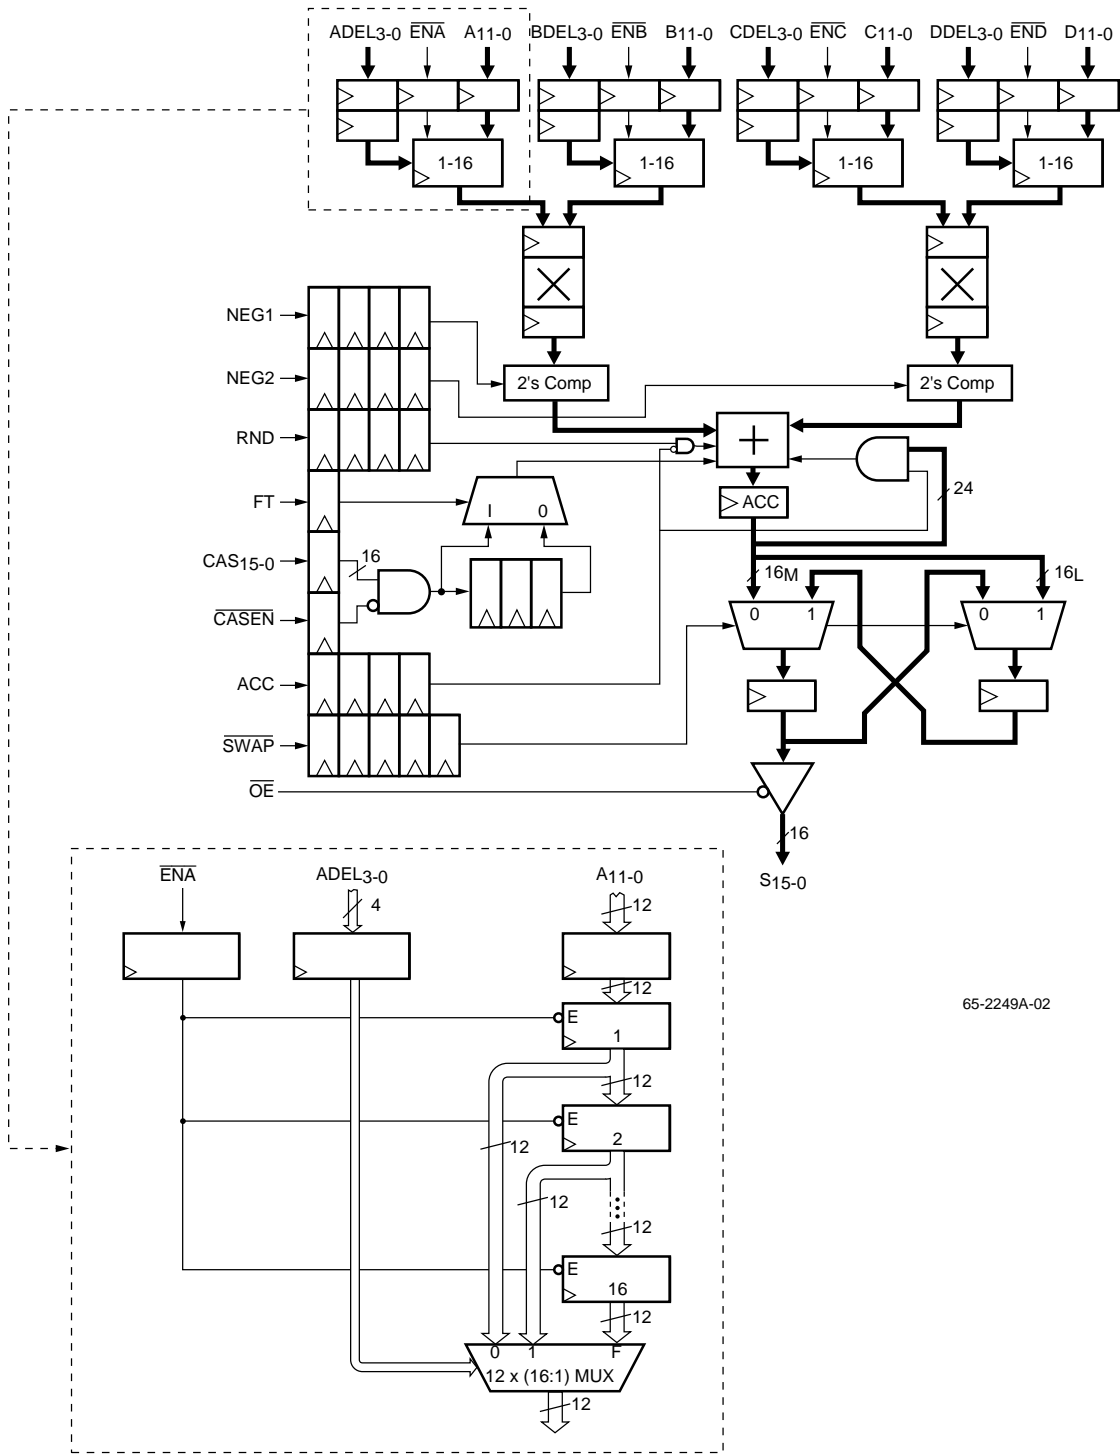 ADEL3-0 ENA A11-0 BDEL3-0 ENB B11-0 CDEL3-0 ENC C11-0 DDEL3-0 END D11-0
1-16 1-16 1-16 1-16
NEG1
NEG2 2's Comp 2's Comp
RND
FT I 0 ACC 24
CAS15-0 16
16M 16L
CASEN 0 1 0 1
ACC
SWAP
OE
16
S15-0
ENA ADEL3-0 A11-0
4 12
12
65-2249A-02
E
1
12
E
12 2
12
12
E
16
12
0 1 F
12 x (16:1) MUX
12